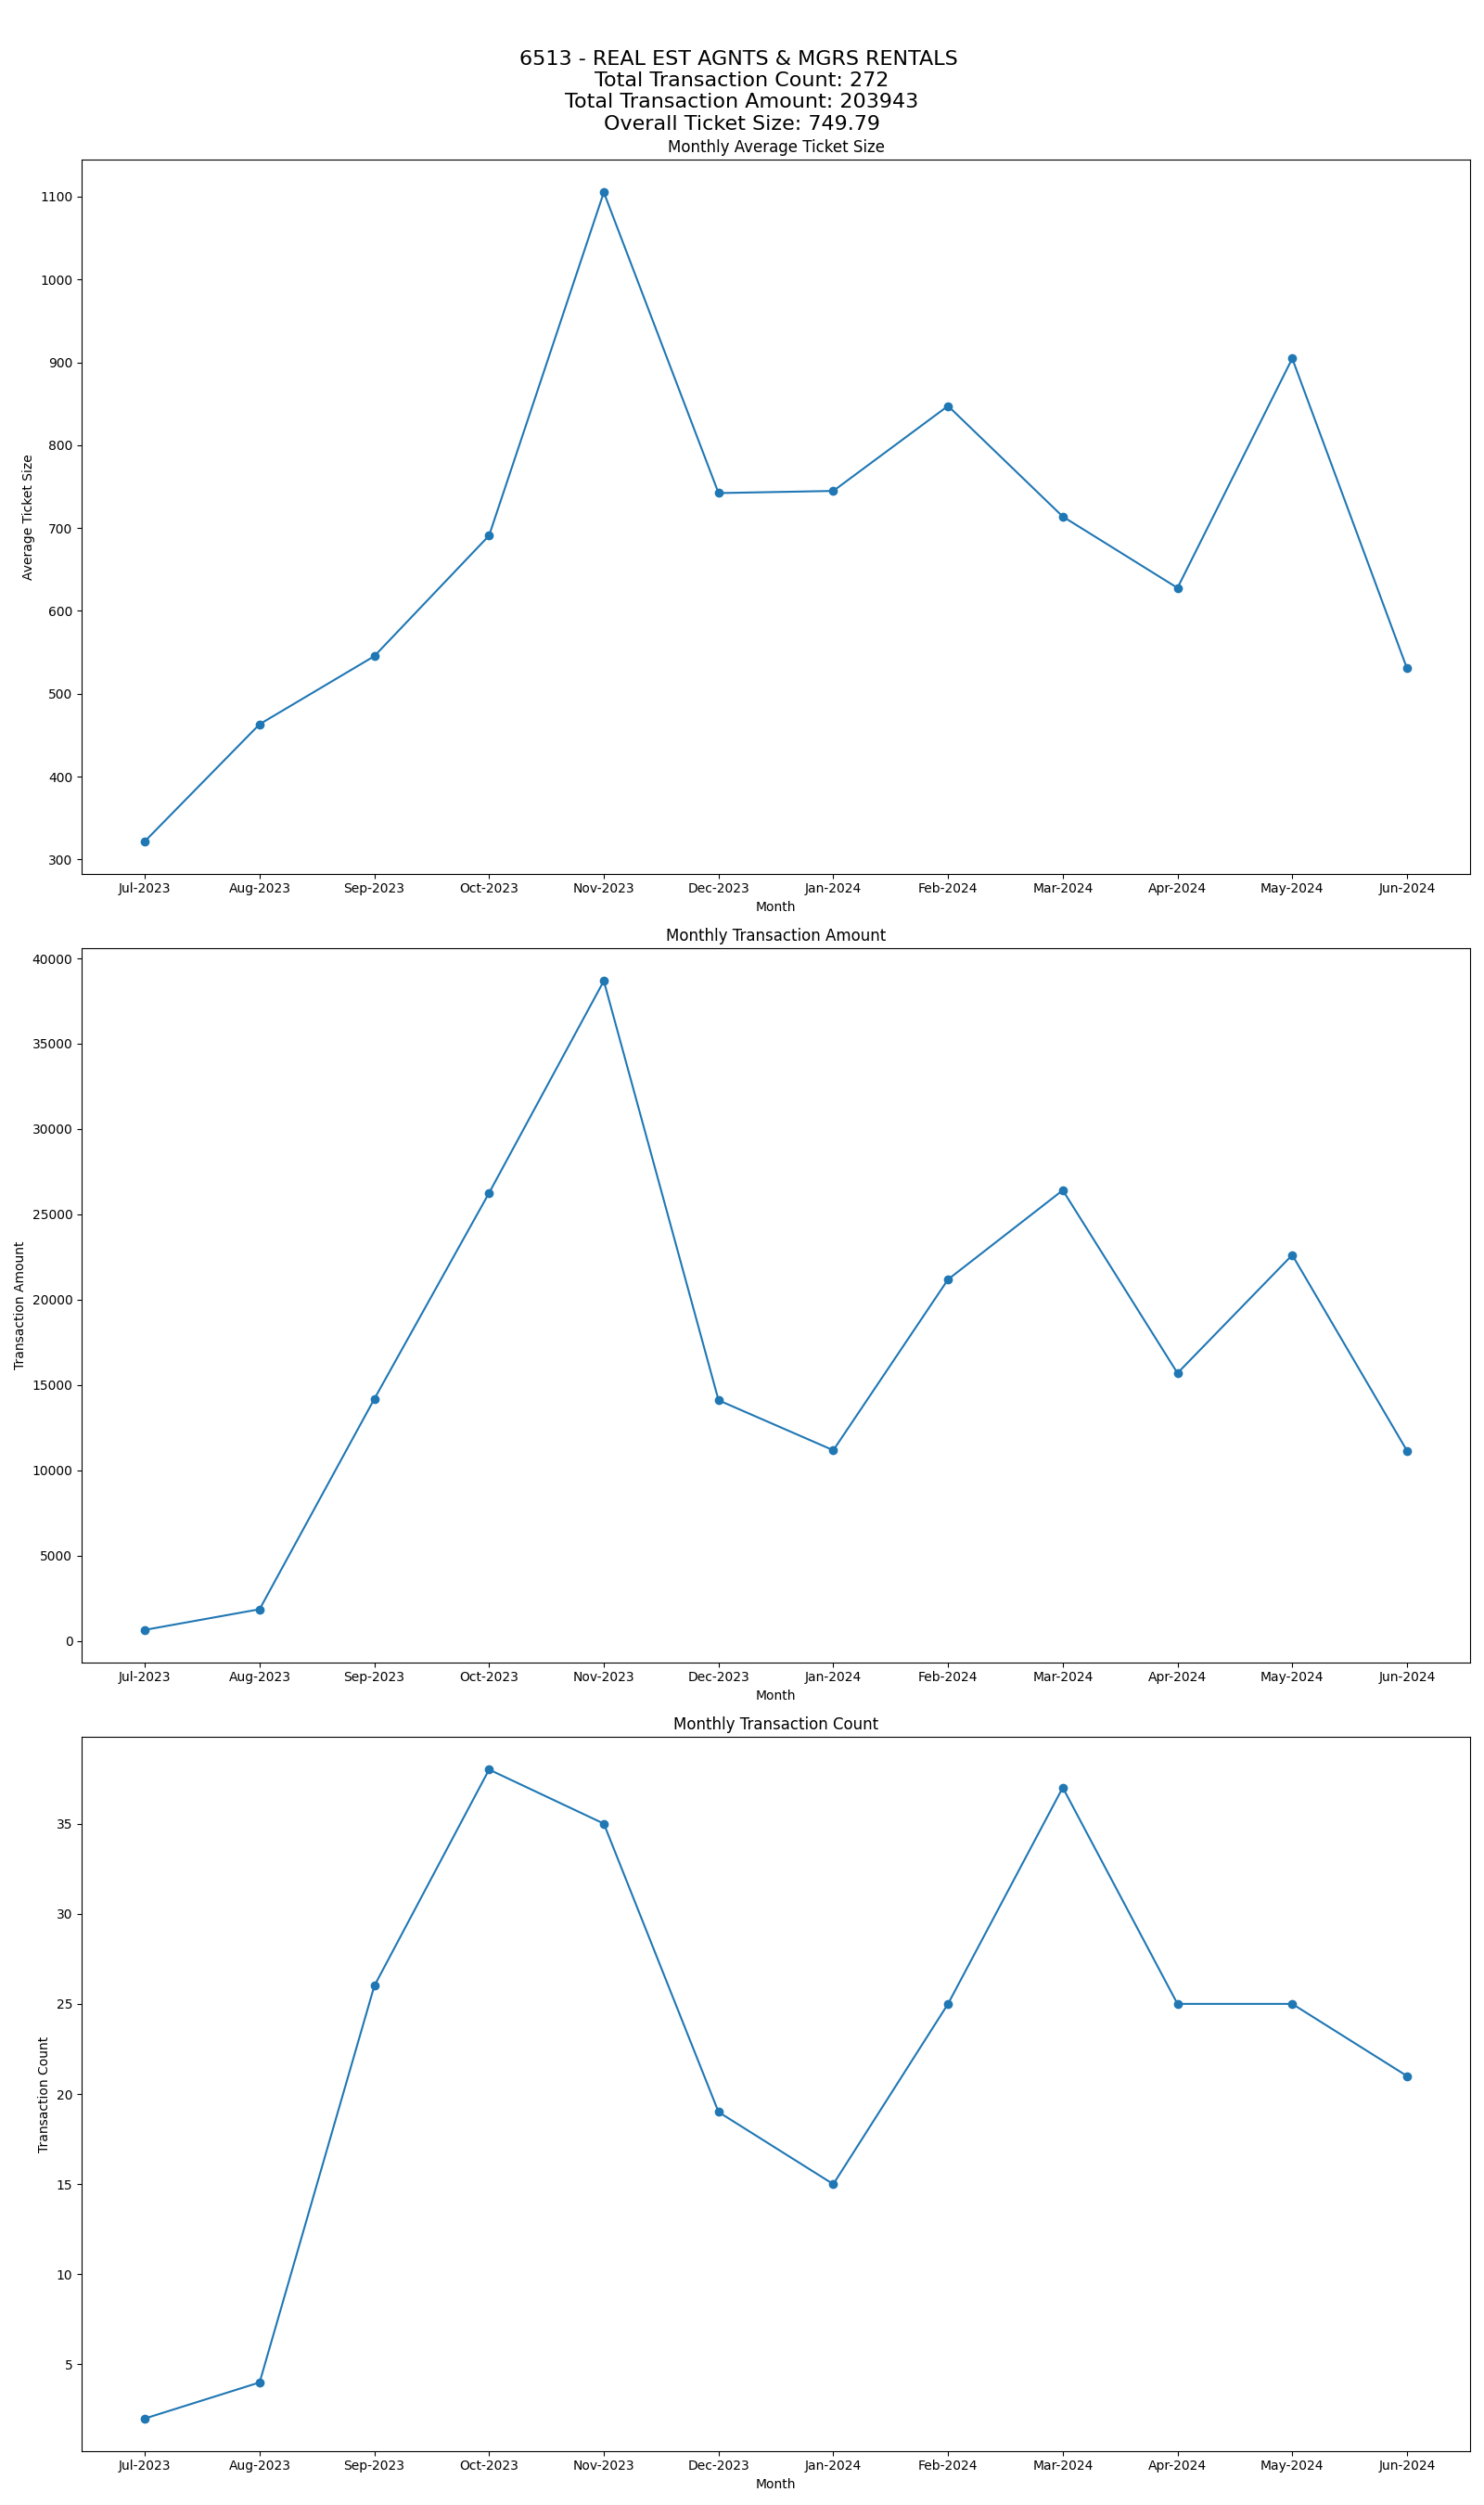 6513 - REAL EST AGNTS & MGRS RENTALS
Total Transaction Count: 272
Total Transaction Amount: 203943
Overall Ticket Size: 749.79
Monthly Average Ticket Size
Average Ticket Size
1100
1000
900
800
700
600
500
400
300
Jul-2023 Aug-2023 Sep-2023 Oct-2023 Nov-2023 Dec-2023 Jan-2024 Feb-2024 Mar-2024 Apr-2024 May-2024 Jun-2024
Month
Monthly Transaction Amount
Transaction Amount
40000
35000
30000
25000
20000
15000
10000
5000
0
Jul-2023 Aug-2023 Sep-2023 Oct-2023 Nov-2023 Dec-2023 Jan-2024 Feb-2024 Mar-2024 Apr-2024 May-2024 Jun-2024
Month
Monthly Transaction Count
Transaction Count
35
30
25
20
15
10
5
Jul-2023 Aug-2023 Sep-2023 Oct-2023 Nov-2023 Dec-2023 Jan-2024 Feb-2024 Mar-2024 Apr-2024 May-2024 Jun-2024
Month